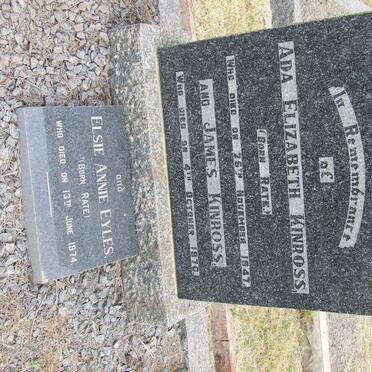 In Remembrance
of
ADA ELIZABETH KINROSS
(BORN RATE)
WHO DIED ON 25TH NOVEMBER 1947.
AND JAMES KINROSS
WHO DIED ON 4TH OCTOBER 1970.
AND
ELSIE ANNIE EYLES
(BORN RATE)
WHO DIED ON 13TH JUNE 1974.